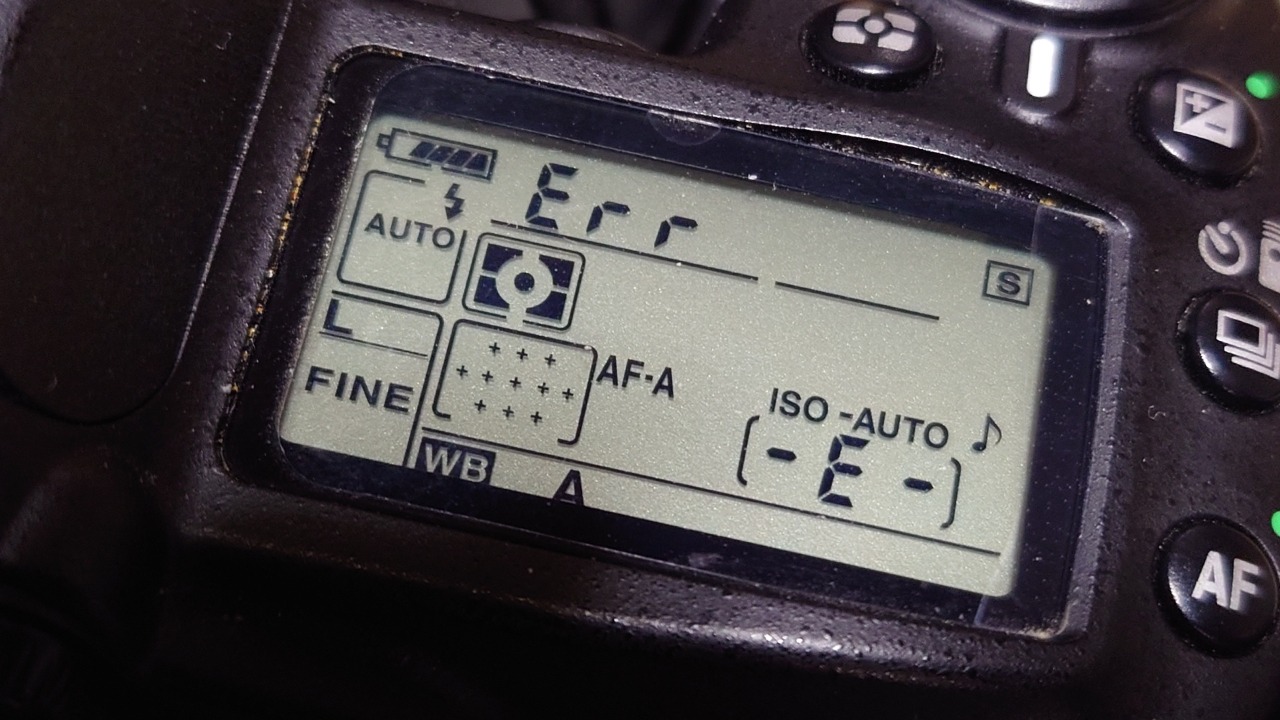 Err
AUTO
S
L
AF-A
FINE
ISO -AUTO
- E -
WB A
AF